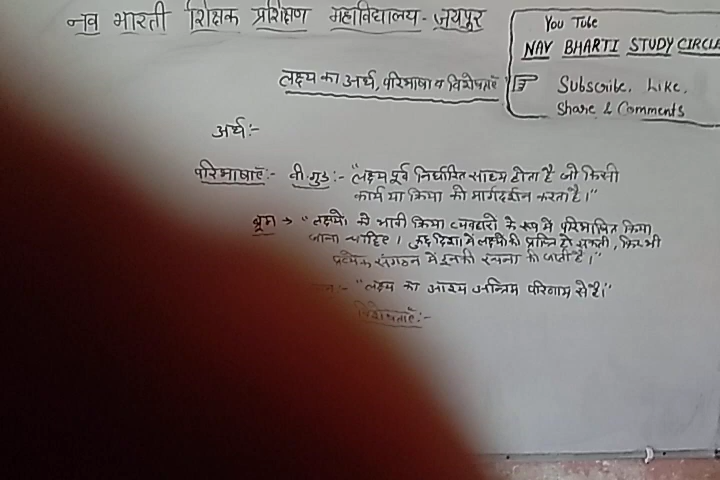 नव भारती शिक्षक प्रशिक्षण महाविद्यालय - जयपुर
You Tube
NAV BHARTI STUDY CIRCLE
Subscribe, Like,
Share & Comments
लक्ष्य का अर्थ, परिभाषा व विशेषताएँ
अर्थ:-
परिभाषाएँ:- वी. गुड:- "लक्ष्य पूर्व निर्धारित साध्य होता है जो किसी
कार्य या क्रिया को मार्गदर्शन करता है।"
ब्लूम → "लक्ष्यों को भावी क्रिया व्यवहारो के रूप मे परिभाषित किया
जाना चाहिए। कुछ दिशा में लक्ष्यों की प्राप्ति हो सकती, फिर भी
प्रत्येक संगठन में इनकी रचना की जाती है।"
:- "लक्ष्य का आशय अन्तिम परिणाम से है।"
विशेषताएँ:-